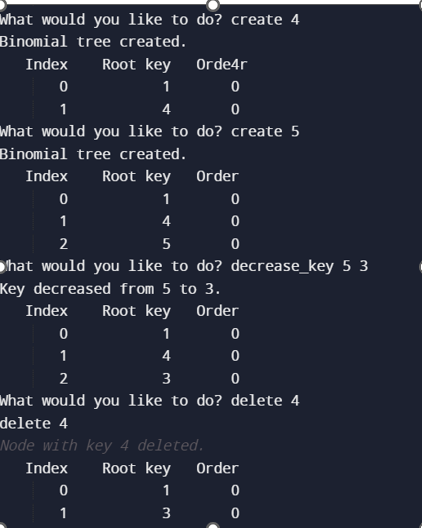 What would you like to do? create 4
Binomial tree created.
Index Root key Orde4r
0 1 0
1 4 0
What would you like to do? create 5
Binomial tree created.
Index Root key Order
0 1 0
1 4 0
2 5 0
What would you like to do? decrease_key 5 3
Key decreased from 5 to 3.
Index Root key Order
0 1 0
1 4 0
2 3 0
What would you like to do? delete 4
delete 4
Node with key 4 deleted.
Index Root key Order
0 1 0
1 3 0